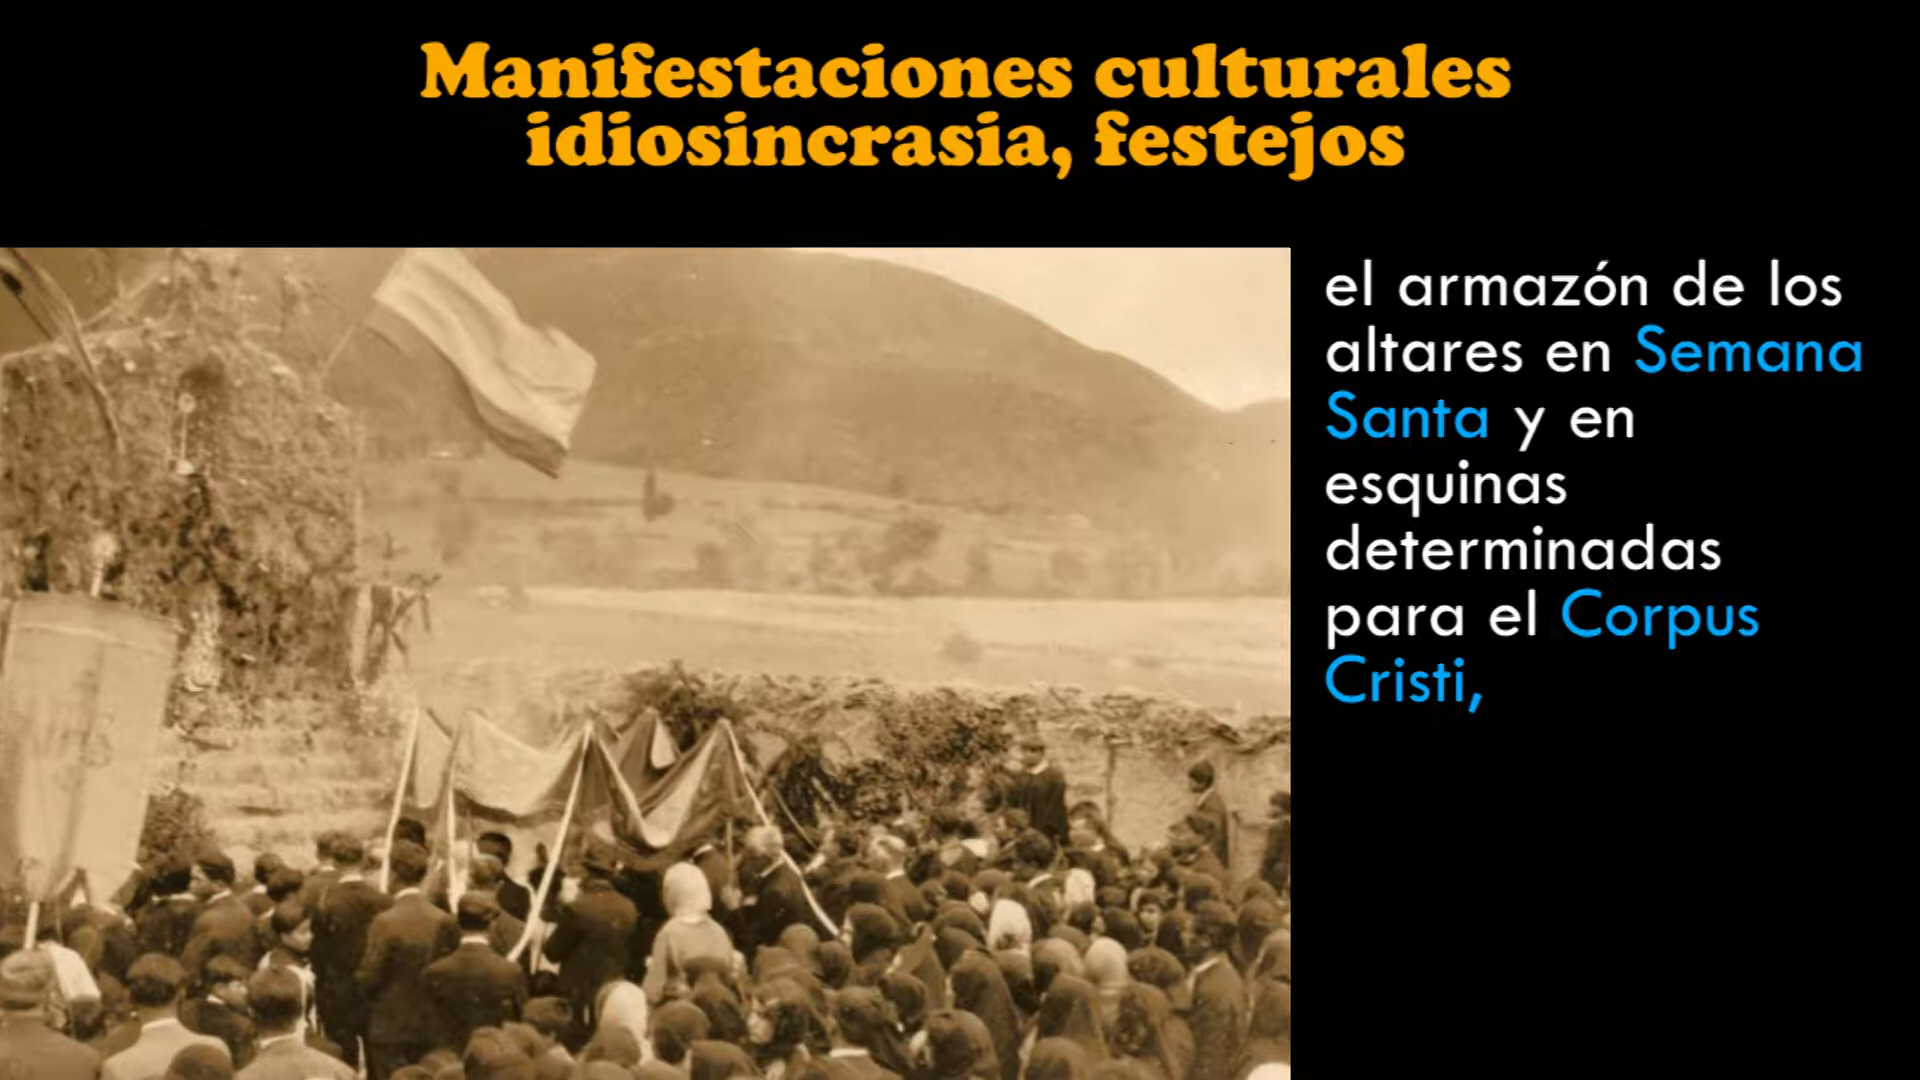 Manifestaciones culturales
idiosincrasia, festejos
el armazón de los
altares en Semana
Santa y en
esquinas
determinadas
para el Corpus
Cristi,